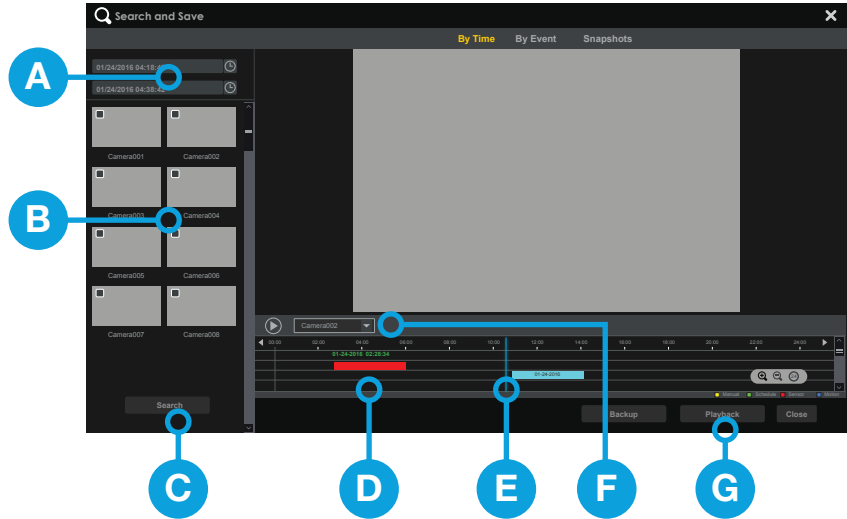 Search and Save
By Time By Event Snapshots
A
01/24/2016 04:18:42
01/24/2016 04:38:42
Camera001 Camera002
B
Camera003 Camera004
Camera005 Camera006
Camera007 Camera008
Camera002
00:00 02:00 04:00 06:00 08:00 10:00 12:00 14:00 16:00 18:00 20:00 22:00 24:00
01-24-2016 02:28:34
01-24-2016
Manual Schedule Sensor Motion
Search
Backup Playback Close
C D E F G